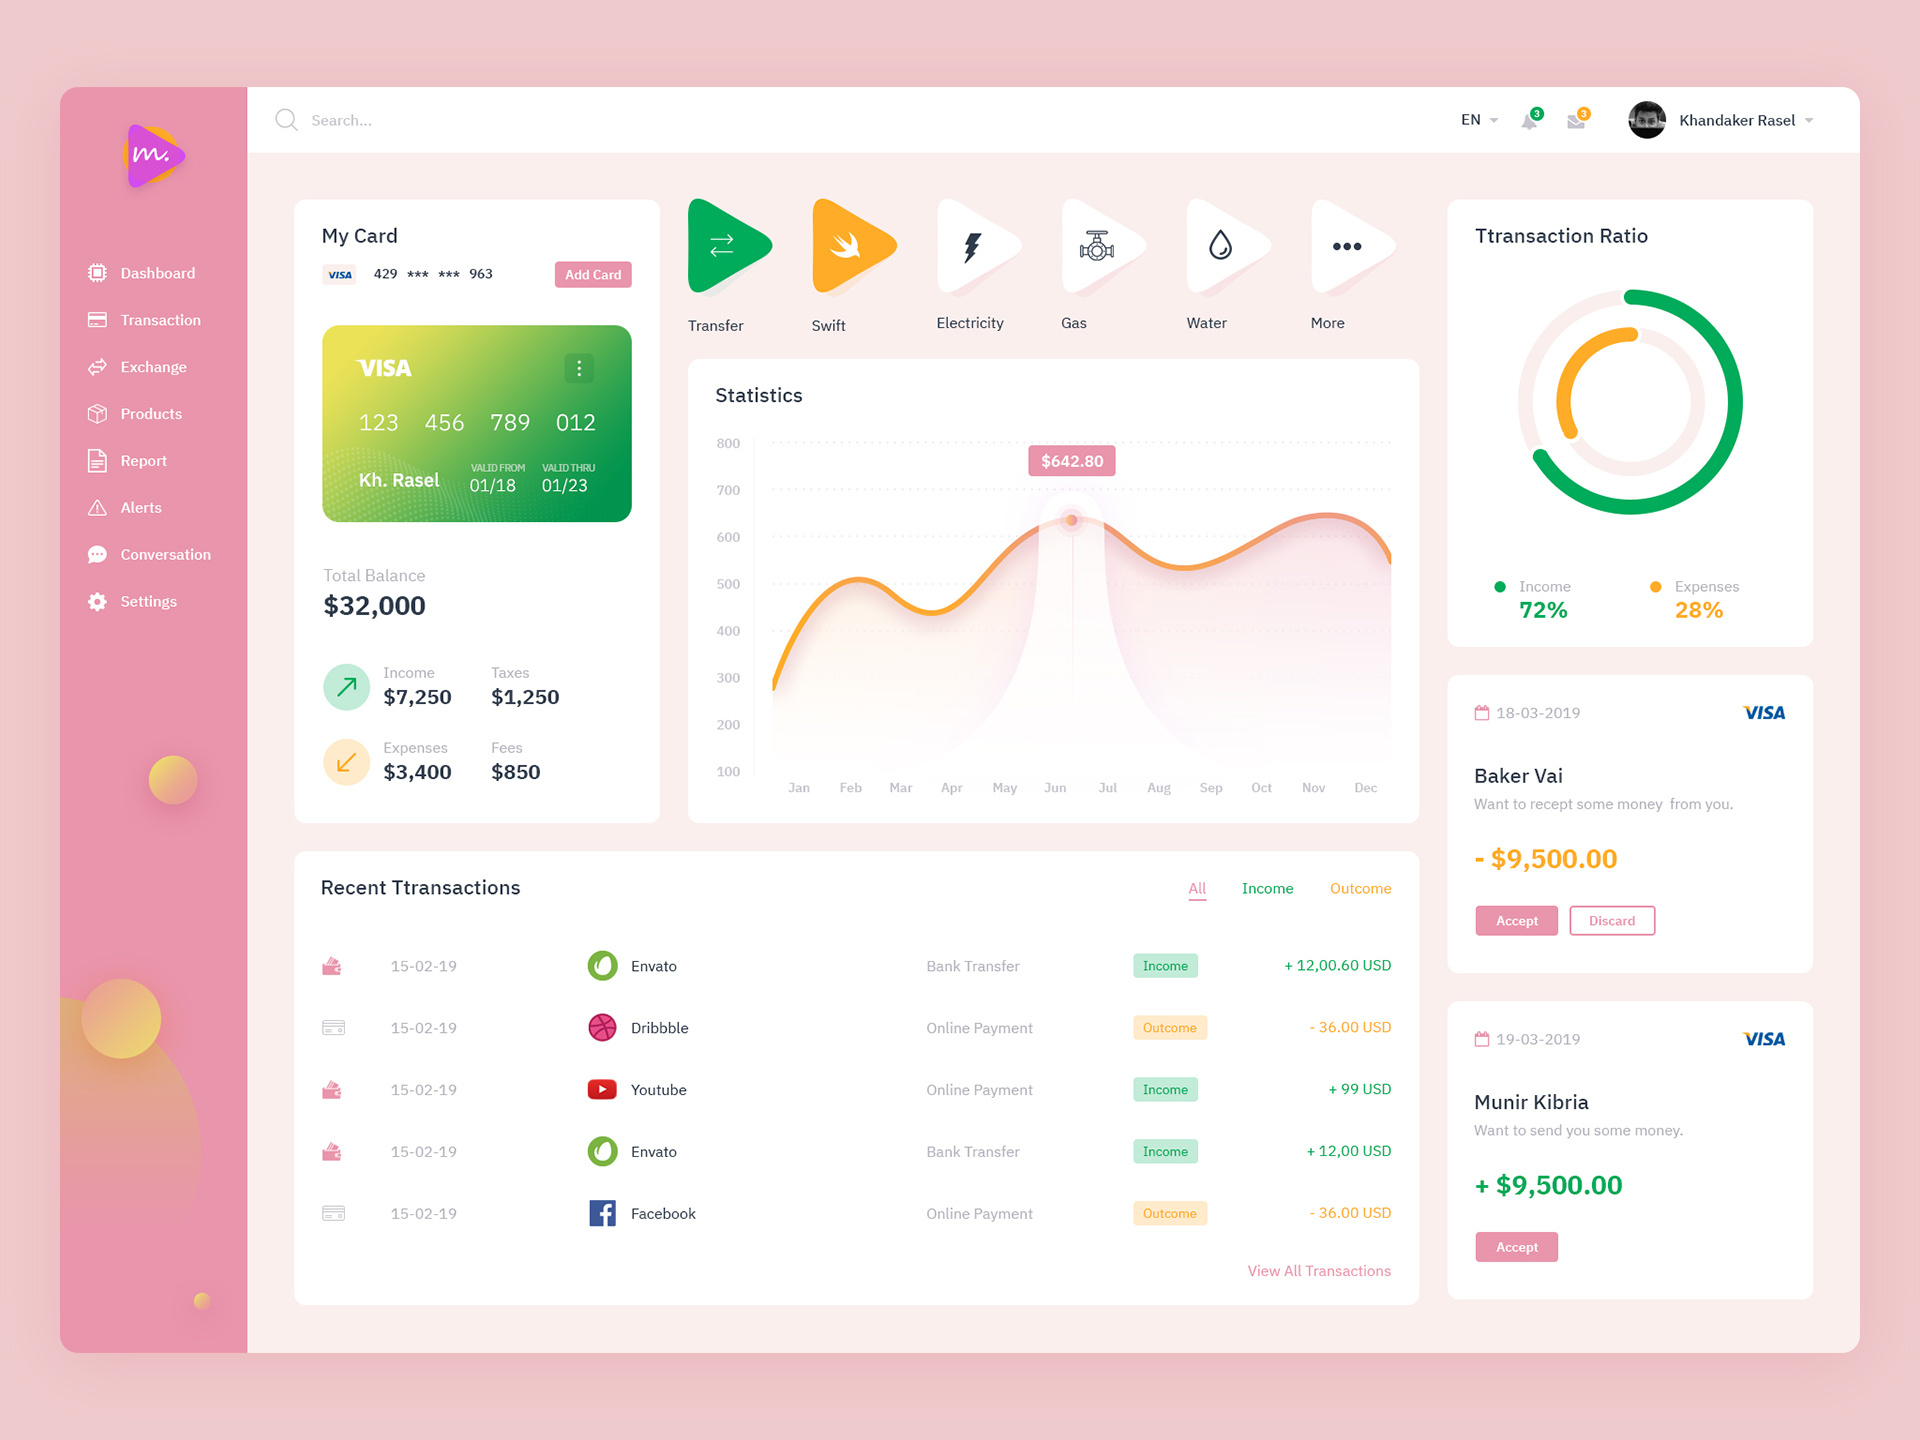 m.
Search...
EN
3
3
Khandaker Rasel
Dashboard
Transaction
Exchange
Products
Report
Alerts
Conversation
Settings
My Card
VISA 429 *** *** 963
Add Card
VISA
123 456 789 012
VALID FROM VALID THRU
Kh. Rasel 01/18 01/23
Total Balance
$32,000
Income Taxes
$7,250 $1,250
Expenses Fees
$3,400 $850
Transfer Swift Electricity Gas Water More
Statistics
800
$642.80
700
600
500
400
300
200
100
Jan Feb Mar Apr May Jun Jul Aug Sep Oct Nov Dec
Ttransaction Ratio
Income Expenses
72% 28%
18-03-2019 VISA
Baker Vai
Want to recept some money  from you.
- $9,500.00
Accept Discard
19-03-2019 VISA
Munir Kibria
Want to send you some money.
+ $9,500.00
Accept
Recent Ttransactions All Income Outcome
15-02-19 Envato Bank Transfer Income + 12,00.60 USD
15-02-19 Dribbble Online Payment Outcome - 36.00 USD
15-02-19 Youtube Online Payment Income + 99 USD
15-02-19 Envato Bank Transfer Income + 12,00 USD
15-02-19 Facebook Online Payment Outcome - 36.00 USD
View All Transactions